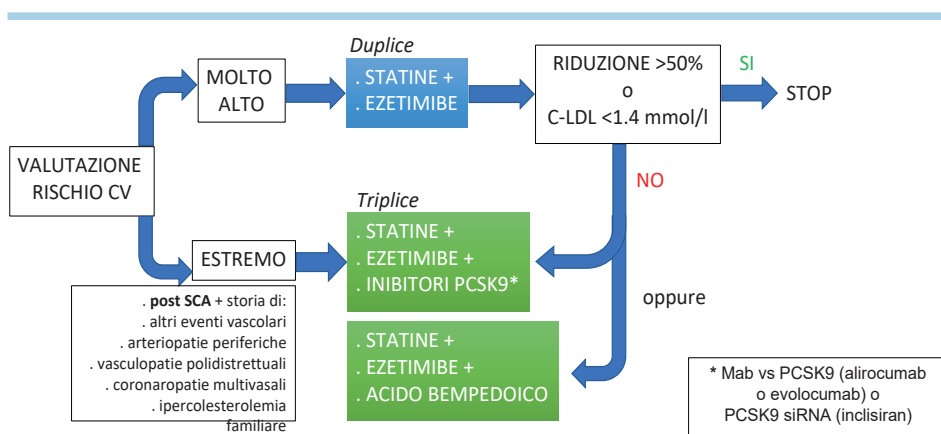 VALUTAZIONE
RISCHIO CV
MOLTO
ALTO
Duplice
. STATINE +
. EZETIMIBE
RIDUZIONE >50%
o
C-LDL <1.4 mmol/l
SI
STOP
NO
ESTREMO
Triplice
. STATINE +
. EZETIMIBE +
. INIBITORI PCSK9*
oppure
. STATINE +
. EZETIMIBE +
. ACIDO BEMPEDOICO
. post SCA + storia di:
. altri eventi vascolari
. arteriopatie periferiche
. vasculopatie polidistrettuali
. coronaropatie multivasali
. ipercolesterolemia
familiare
* Mab vs PCSK9 (alirocumab
o evolocumab) o
PCSK9 siRNA (inclisiran)